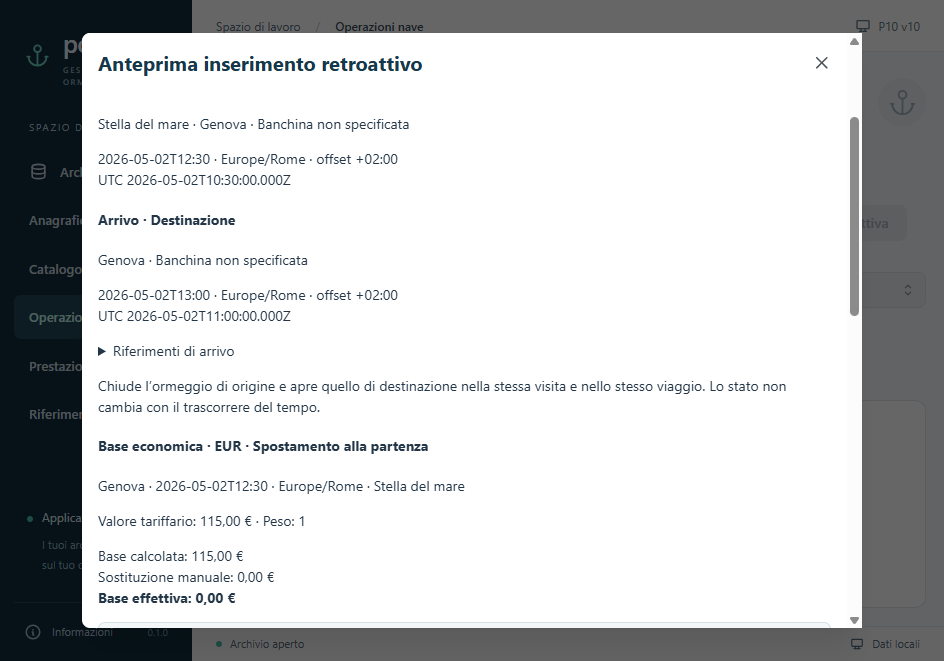 Spazio di lavoro / Operazioni nave
P10 v10
Anteprima inserimento retroattivo
Stella del mare · Genova · Banchina non specificata
2026-05-02T12:30 · Europe/Rome · offset +02:00
UTC 2026-05-02T10:30:00.000Z
Arrivo · Destinazione
Genova · Banchina non specificata
2026-05-02T13:00 · Europe/Rome · offset +02:00
UTC 2026-05-02T11:00:00.000Z
Riferimenti di arrivo
Chiude l'ormeggio di origine e apre quello di destinazione nella stessa visita e nello stesso viaggio. Lo stato non
cambia con il trascorrere del tempo.
Base economica · EUR · Spostamento alla partenza
Genova · 2026-05-02T12:30 · Europe/Rome · Stella del mare
Valore tariffario: 115,00 € · Peso: 1
Base calcolata: 115,00 €
Sostituzione manuale: 0,00 €
Base effettiva: 0,00 €
SPAZIO D
Catalogo
I tuoi
sul tuo
Informazioni 0.1.0
Archivio aperto
Dati locali